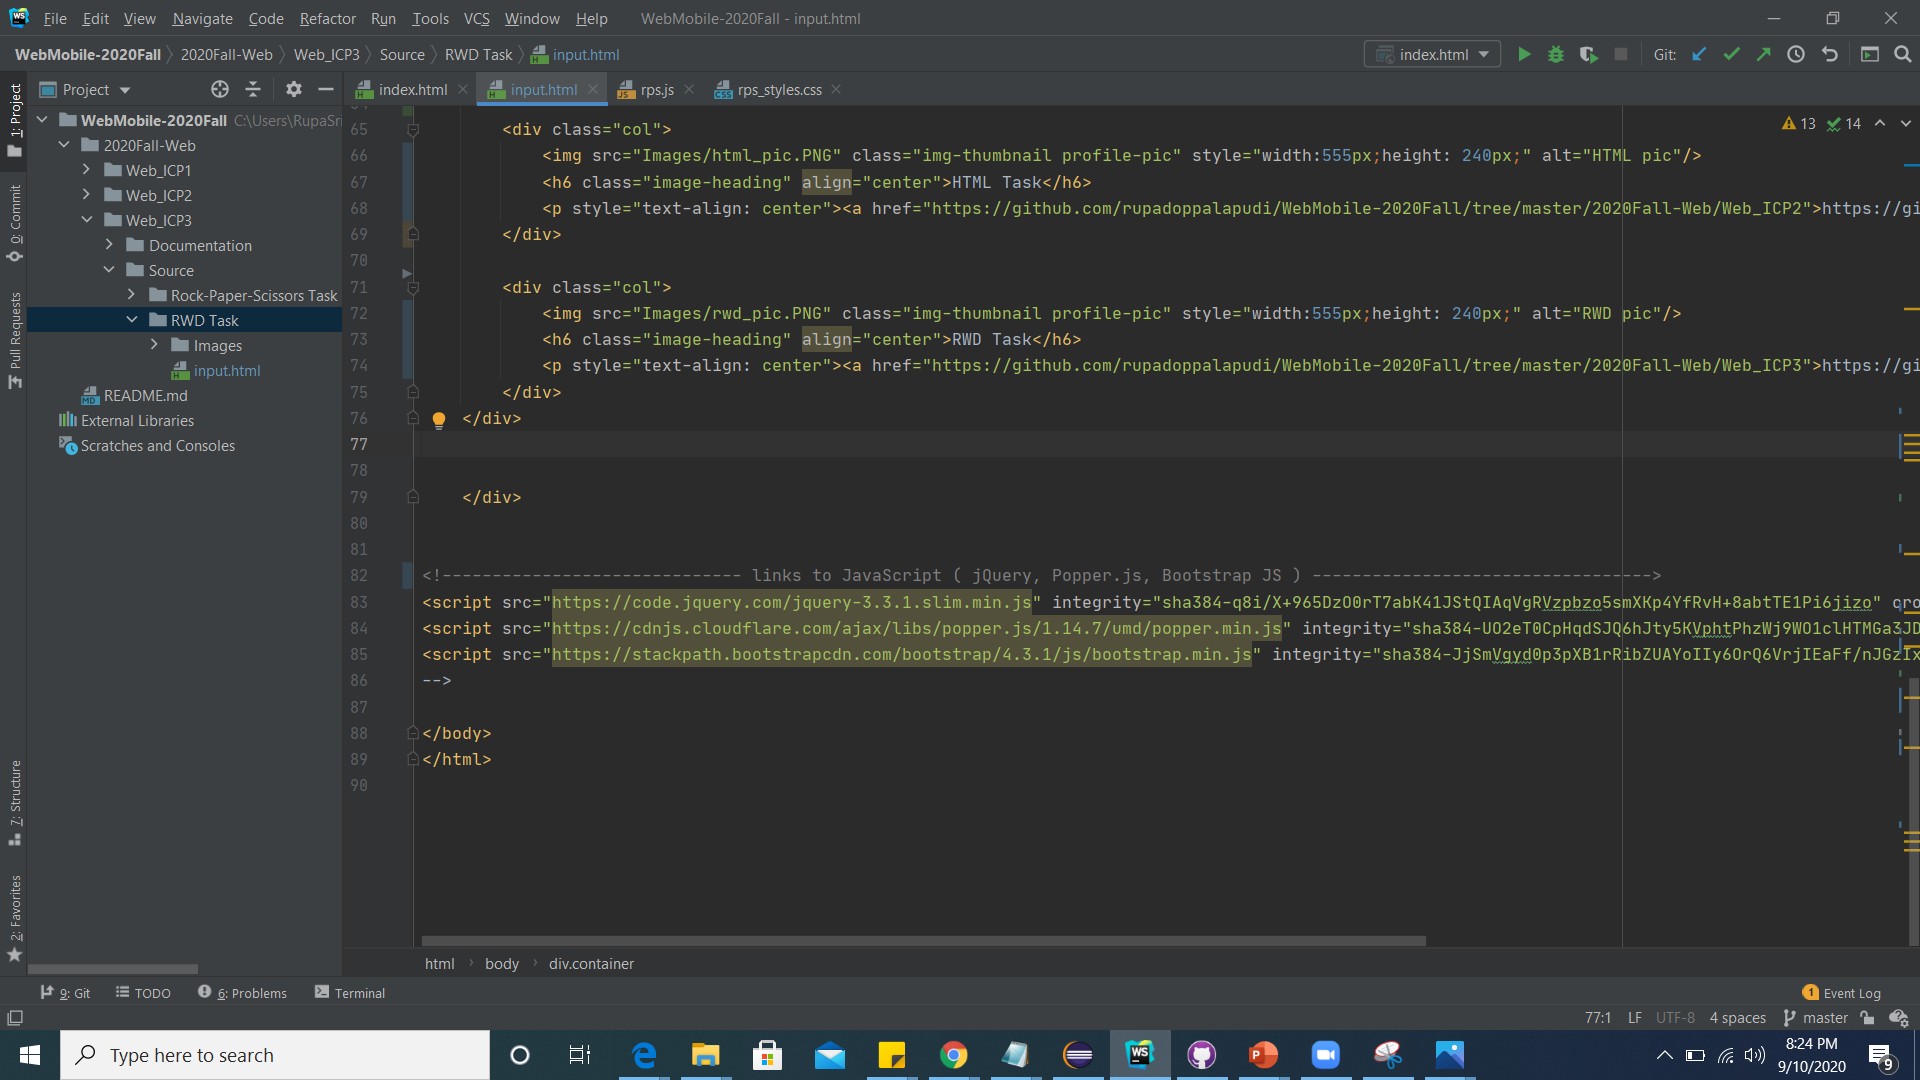 File Edit View Navigate Code Refactor Run Tools VCS Window Help WebMobile-2020Fall - input.html
WebMobile-2020Fall 2020Fall-Web Web_ICP3 Source RWD Task input.html index.html Git:
Project index.html input.html rps.js rps_styles.css
1: Project
0: Commit
Pull Requests
7: Structure
2: Favorites
WebMobile-2020Fall C:\Users\RupaSri
2020Fall-Web
Web_ICP1
Web_ICP2
Web_ICP3
Documentation
Source
Rock-Paper-Scissors Task
RWD Task
Images
input.html
README.md
External Libraries
Scratches and Consoles
13 14
65 <div class="col">
66 <img src="Images/html_pic.PNG" class="img-thumbnail profile-pic" style="width:555px;height: 240px;" alt="HTML pic"/>
67 <h6 class="image-heading" align="center">HTML Task</h6>
68 <p style="text-align: center"><a href="https://github.com/rupadoppalapudi/WebMobile-2020Fall/tree/master/2020Fall-Web/Web_ICP2">https://gi
69 </div>
70
71 <div class="col">
72 <img src="Images/rwd_pic.PNG" class="img-thumbnail profile-pic" style="width:555px;height: 240px;" alt="RWD pic"/>
73 <h6 class="image-heading" align="center">RWD Task</h6>
74 <p style="text-align: center"><a href="https://github.com/rupadoppalapudi/WebMobile-2020Fall/tree/master/2020Fall-Web/Web_ICP3">https://gi
75 </div>
76 </div>
77
78
79 </div>
80
81
82 <!------------------------------ links to JavaScript ( jQuery, Popper.js, Bootstrap JS ) ---------------------------------->
83 <script src="https://code.jquery.com/jquery-3.3.1.slim.min.js" integrity="sha384-q8i/X+965DzO0rT7abK41JStQIAqVgRVzpbzo5smXKp4YfRvH+8abtTE1Pi6jizo" cro
84 <script src="https://cdnjs.cloudflare.com/ajax/libs/popper.js/1.14.7/umd/popper.min.js" integrity="sha384-UO2eT0CpHqdSJQ6hJty5KVphtPhzWj9WO1clHTMGa3JD
85 <script src="https://stackpath.bootstrapcdn.com/bootstrap/4.3.1/js/bootstrap.min.js" integrity="sha384-JjSmVgyd0p3pXB1rRibZUAYoIIy6OrQ6VrjIEaFf/nJGzIx
86 -->
87
88 </body>
89 </html>
90
html body div.container
9: Git TODO 6: Problems Terminal 1 Event Log
77:1 LF UTF-8 4 spaces master
Type here to search
8:24 PM
9/10/2020
9